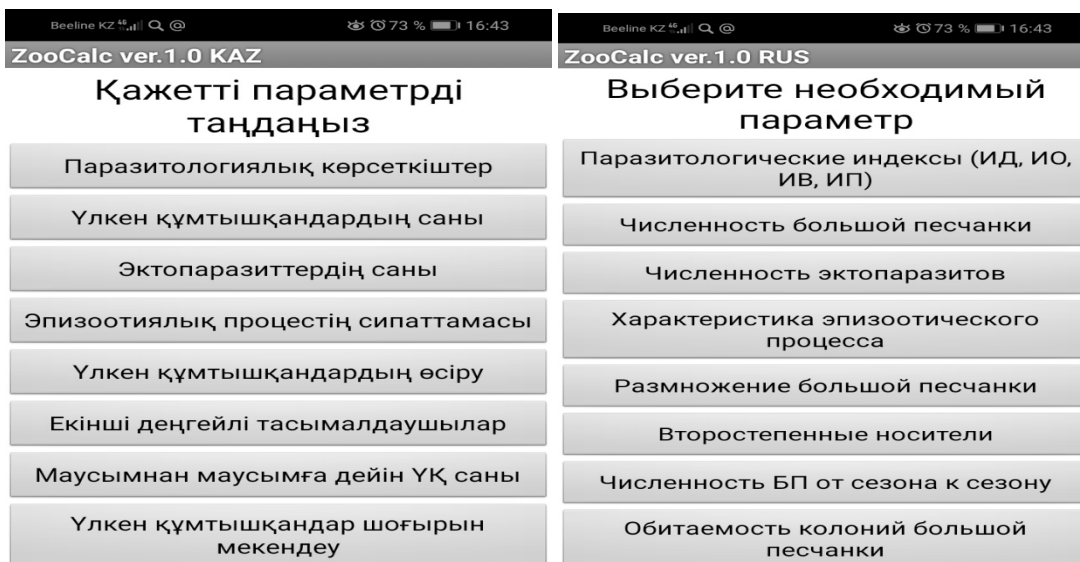 Beeline KZ 4G 73 % 16:43
ZooCalc ver.1.0 KAZ
Қажетті параметрді
таңдаңыз
Паразитологиялық көрсеткіштер
Үлкен құмтышқандардың саны
Эктопаразиттердің саны
Эпизоотиялық процестің сипаттамасы
Үлкен құмтышқандардың өсіру
Екінші деңгейлі тасымалдаушылар
Маусымнан маусымға дейін ҮҚ саны
Үлкен құмтышқандар шоғырын
мекендеу
Beeline KZ 4G 73 % 16:43
ZooCalc ver.1.0 RUS
Выберите необходимый
параметр
Паразитологические индексы (ИД, ИО,
ИВ, ИП)
Численность большой песчанки
Численность эктопаразитов
Характеристика эпизоотического
процесса
Размножение большой песчанки
Второстепенные носители
Численность БП от сезона к сезону
Обитаемость колоний большой
песчанки